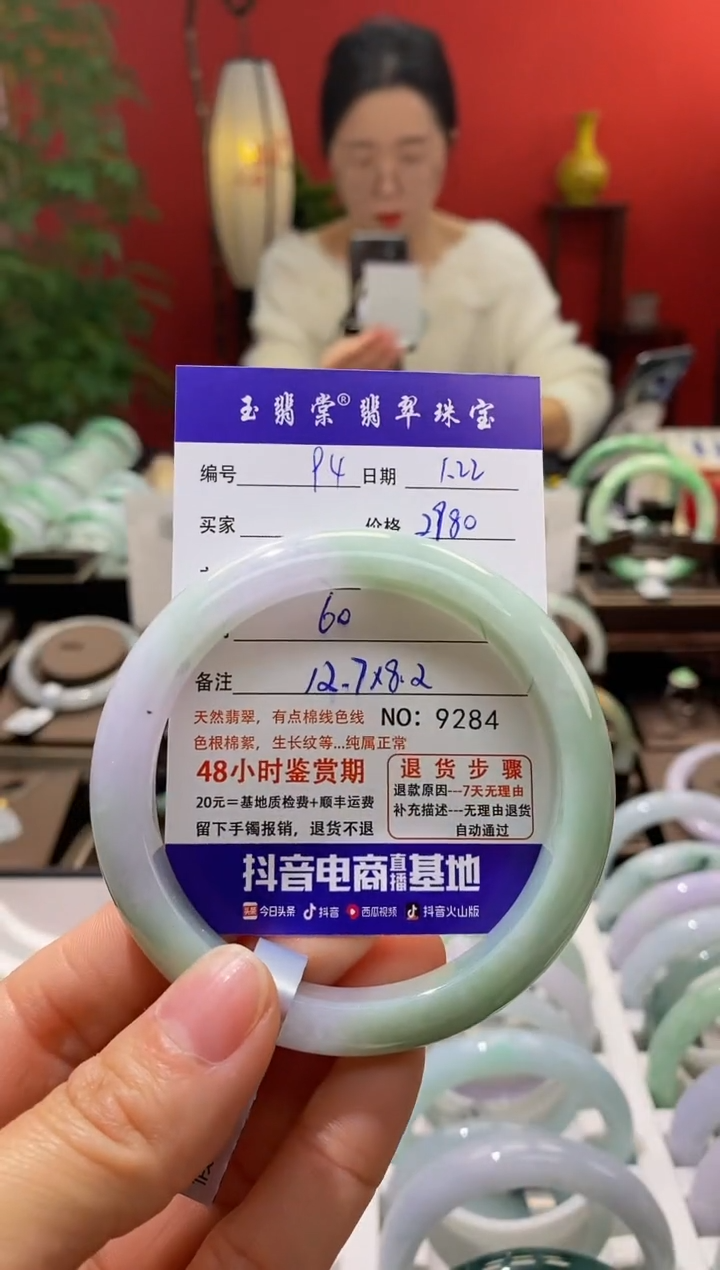 玉翡棠®翡翠珠宝
编号 94 日期 1.22
买家 价格 2980
60
备注 12.7x8.2
天然翡翠，有点棉线色线 NO：9284
色根棉絮，生长纹等...纯属正常
48小时鉴赏期
20元＝基地质检费+顺丰运费
留下手镯报销，退货不退
退货步骤
退款原因---7天无理由
补充描述---无理由退货
自动通过
抖音电商直播基地
头条 今日头条 抖音 西瓜视频 抖音火山版